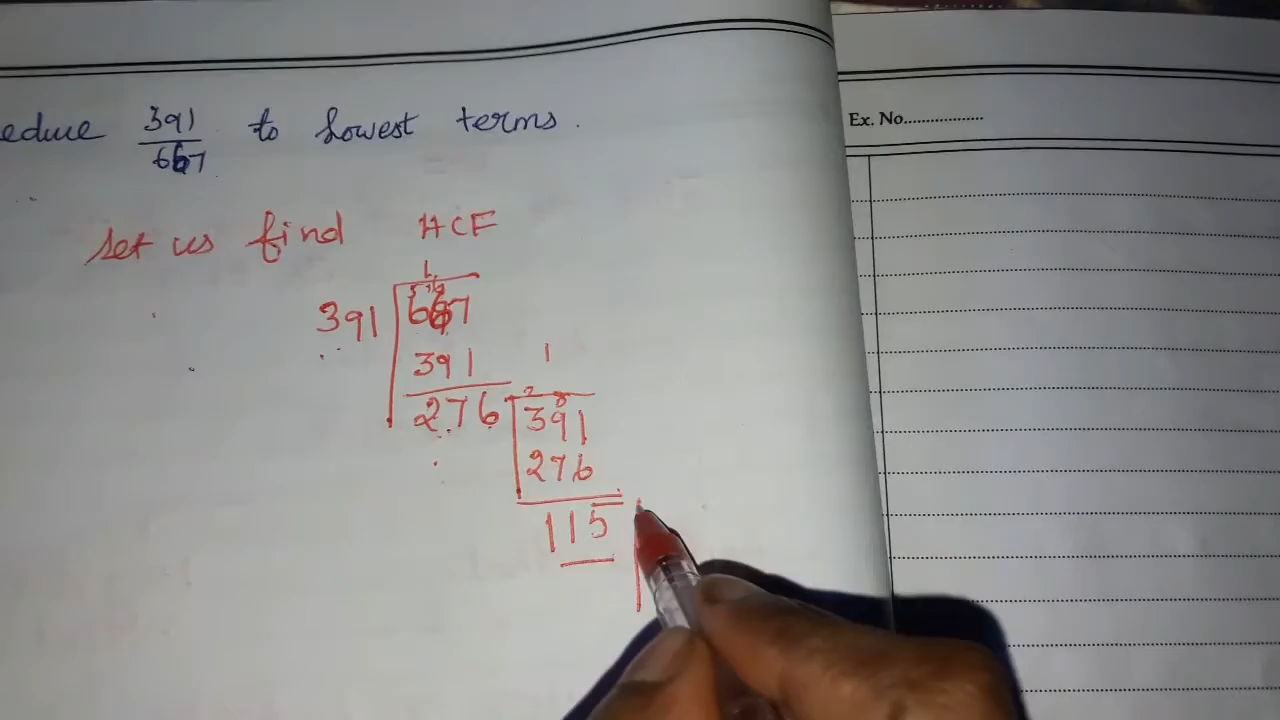 educe 391/667 to lowest terms.
Ex. No.................
Let us find HCF
1
391 667
391 1
276 391
276
115